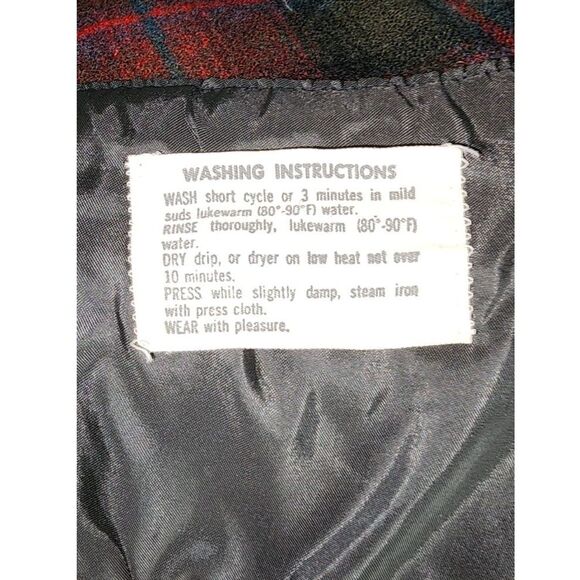 WASHING INSTRUCTIONS
WASH short cycle or 3 minutes in mild
suds lukewarm (80°-90°F) water.
RINSE thoroughly, lukewarm (80°-90°F)
water.
DRY drip, or dryer on low heat not over
10 minutes.
PRESS while slightly damp, steam iron
with press cloth.
WEAR with pleasure.